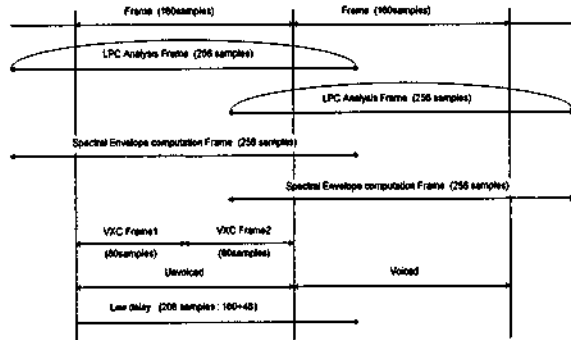 Frame (160samples)
Frame (160samples)
LPC Analysis Frame (256 samples)
LPC Analysis Frame (256 samples)
Spectral Envelope computation Frame (256 samples)
Spectral Envelope computation Frame (256 samples)
VXC Frame1
VXC Frame2
(80samples)
(80samples)
Unvoiced
Voiced
Low delay (208 samples : 160+48)